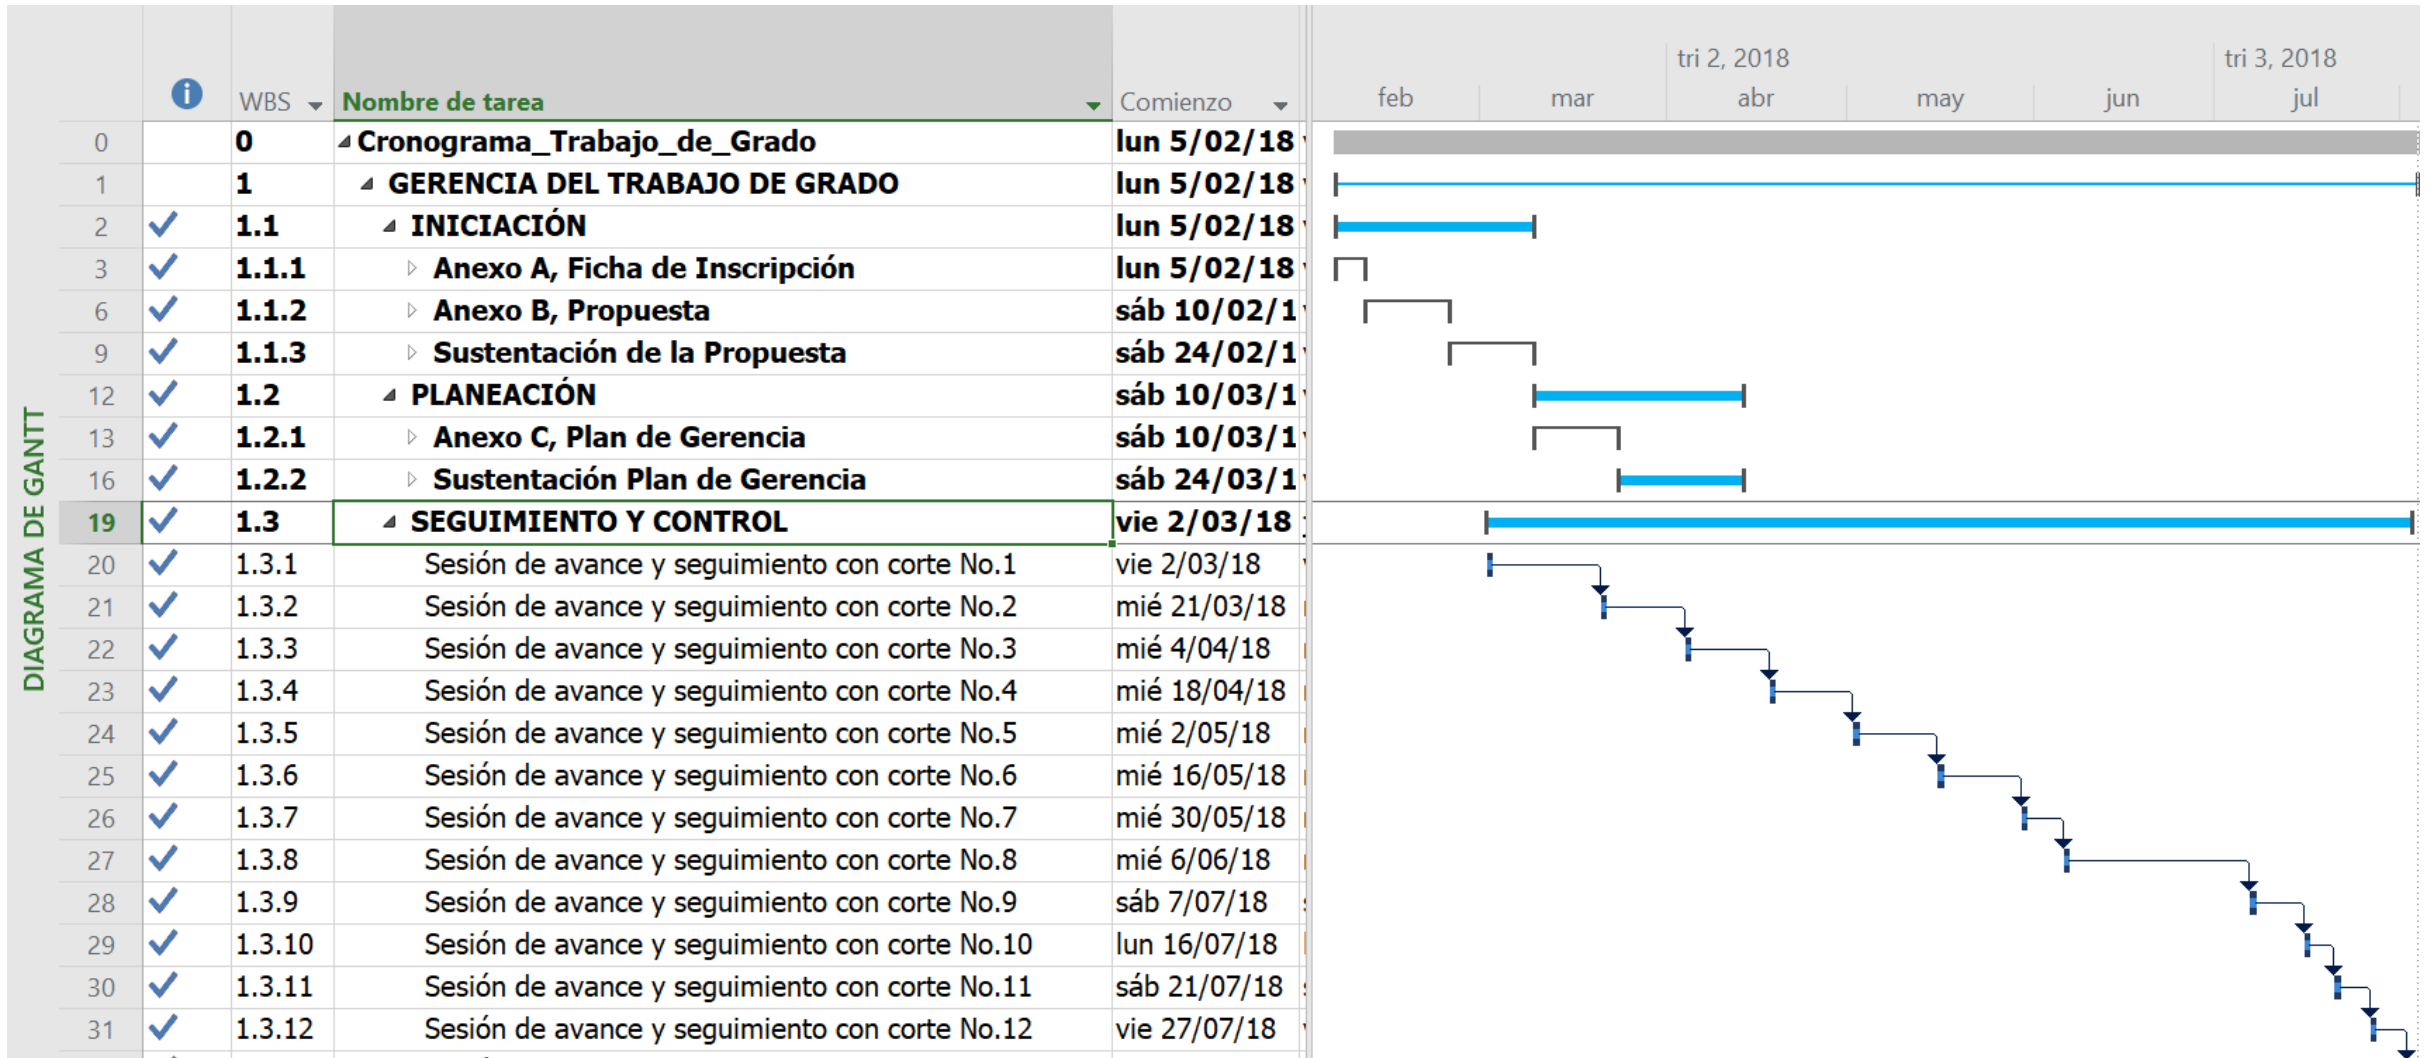 tri 2, 2018 tri 3, 2018
WBS Nombre de tarea Comienzo feb mar abr may jun jul
0 0 Cronograma_Trabajo_de_Grado lun 5/02/18
1 1 GERENCIA DEL TRABAJO DE GRADO lun 5/02/18
2 1.1 INICIACIÓN lun 5/02/18
3 1.1.1 Anexo A, Ficha de Inscripción lun 5/02/18
6 1.1.2 Anexo B, Propuesta sáb 10/02/1
9 1.1.3 Sustentación de la Propuesta sáb 24/02/1
12 1.2 PLANEACIÓN sáb 10/03/1
13 1.2.1 Anexo C, Plan de Gerencia sáb 10/03/1
16 1.2.2 Sustentación Plan de Gerencia sáb 24/03/1
19 1.3 SEGUIMIENTO Y CONTROL vie 2/03/18
20 1.3.1 Sesión de avance y seguimiento con corte No.1 vie 2/03/18
21 1.3.2 Sesión de avance y seguimiento con corte No.2 mié 21/03/18
22 1.3.3 Sesión de avance y seguimiento con corte No.3 mié 4/04/18
23 1.3.4 Sesión de avance y seguimiento con corte No.4 mié 18/04/18
24 1.3.5 Sesión de avance y seguimiento con corte No.5 mié 2/05/18
25 1.3.6 Sesión de avance y seguimiento con corte No.6 mié 16/05/18
26 1.3.7 Sesión de avance y seguimiento con corte No.7 mié 30/05/18
27 1.3.8 Sesión de avance y seguimiento con corte No.8 mié 6/06/18
28 1.3.9 Sesión de avance y seguimiento con corte No.9 sáb 7/07/18
29 1.3.10 Sesión de avance y seguimiento con corte No.10 lun 16/07/18
30 1.3.11 Sesión de avance y seguimiento con corte No.11 sáb 21/07/18
31 1.3.12 Sesión de avance y seguimiento con corte No.12 vie 27/07/18
DIAGRAMA DE GANTT